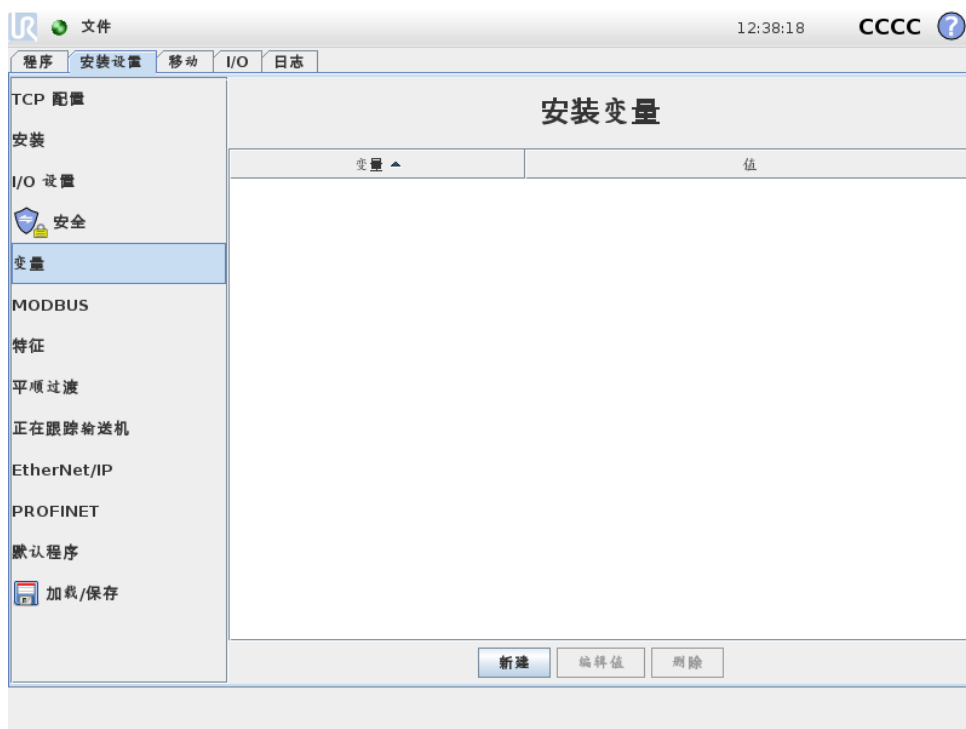 UR 文件 12:38:18 CCCC ?
程序 安装设置 移动 I/O 日志
TCP 配置
安装
I/O 设置
安全
变量
MODBUS
特征
平顺过渡
正在跟踪输送机
EtherNet/IP
PROFINET
默认程序
加载/保存
安装变量
变量 值
新建 编辑值 删除